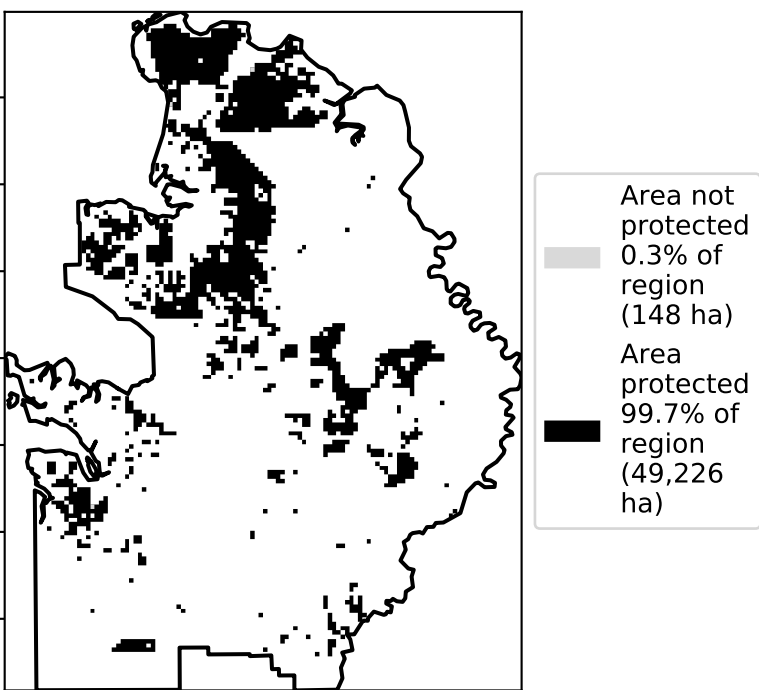 Area not
protected
0.3% of
region
(148 ha)
Area
protected
99.7% of
region
(49,226
ha)